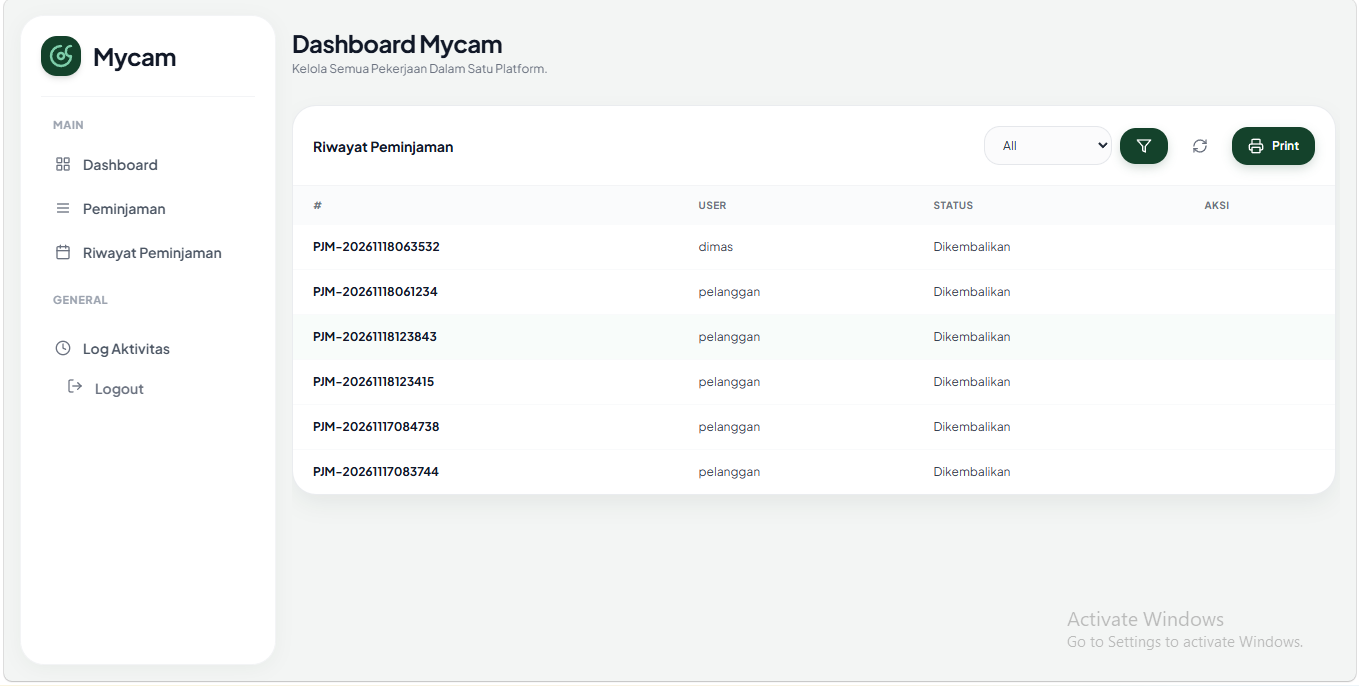 Mycam
MAIN
Dashboard
Peminjaman
Riwayat Peminjaman
GENERAL
Log Aktivitas
Logout
Dashboard Mycam
Kelola Semua Pekerjaan Dalam Satu Platform.
Riwayat Peminjaman
All
Print
# USER STATUS AKSI
PJM-20261118063532 dimas Dikembalikan
PJM-20261118061234 pelanggan Dikembalikan
PJM-20261118123843 pelanggan Dikembalikan
PJM-20261118123415 pelanggan Dikembalikan
PJM-20261117084738 pelanggan Dikembalikan
PJM-20261117083744 pelanggan Dikembalikan
Activate Windows
Go to Settings to activate Windows.